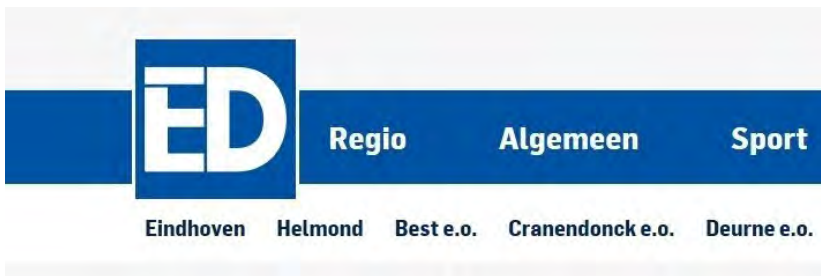 ED
Regio Algemeen Sport
Eindhoven Helmond Best e.o. Cranendonck e.o. Deurne e.o.